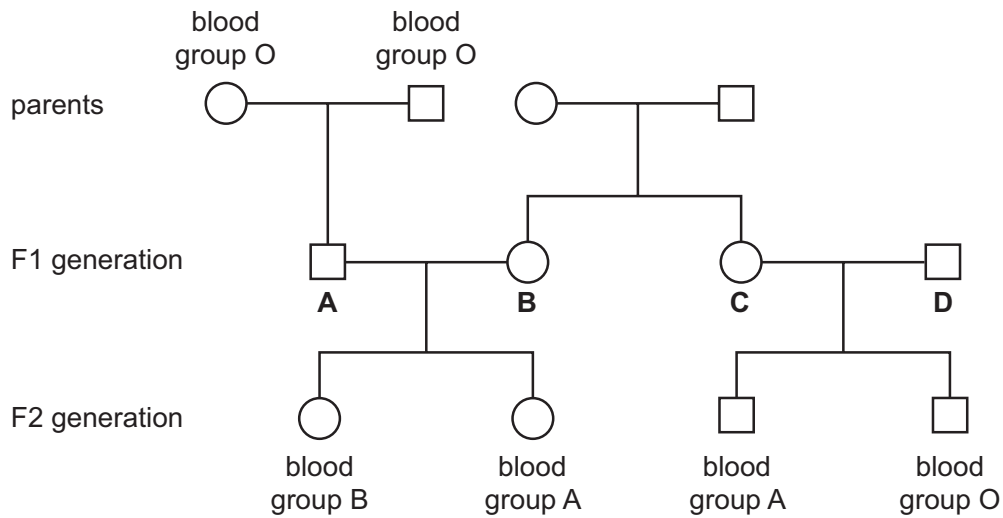 blood
group O
blood
group O
parents
F1 generation
A
B
C
D
F2 generation
blood
group B
blood
group A
blood
group A
blood
group O